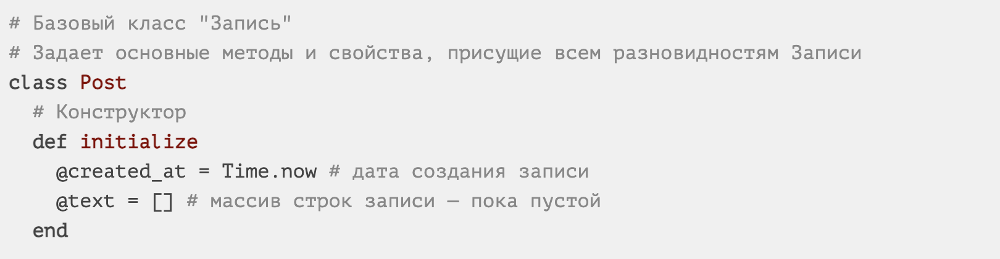 # Базовый класс "Запись"
# Задает основные методы и свойства, присущие всем разновидностям Записи
class Post
  # Конструктор
  def initialize
    @created_at = Time.now # дата создания записи
    @text = [] # массив строк записи — пока пустой
  end